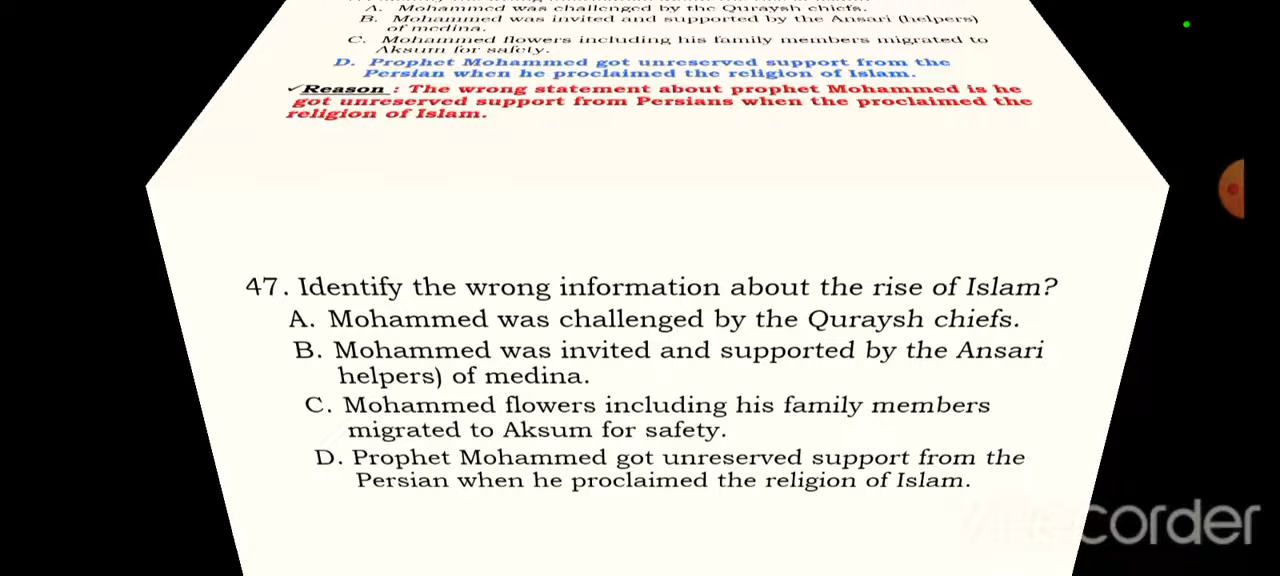 A. Mohammed was challenged by the Quraysh chiefs.
B. Mohammed was invited and supported by the Ansari (helpers)
of medina.
C. Mohammed flowers including his family members migrated to
Aksum for safety.
D. Prophet Mohammed got unreserved support from the
Persian when he proclaimed the religion of Islam.
✓Reason : The wrong statement about prophet Mohammed is he
got unreserved support from Persians when the proclaimed the
religion of Islam.
47. Identify the wrong information about the rise of Islam?
A. Mohammed was challenged by the Quraysh chiefs.
B. Mohammed was invited and supported by the Ansari
helpers) of medina.
C. Mohammed flowers including his family members
migrated to Aksum for safety.
D. Prophet Mohammed got unreserved support from the
Persian when he proclaimed the religion of Islam.
corder